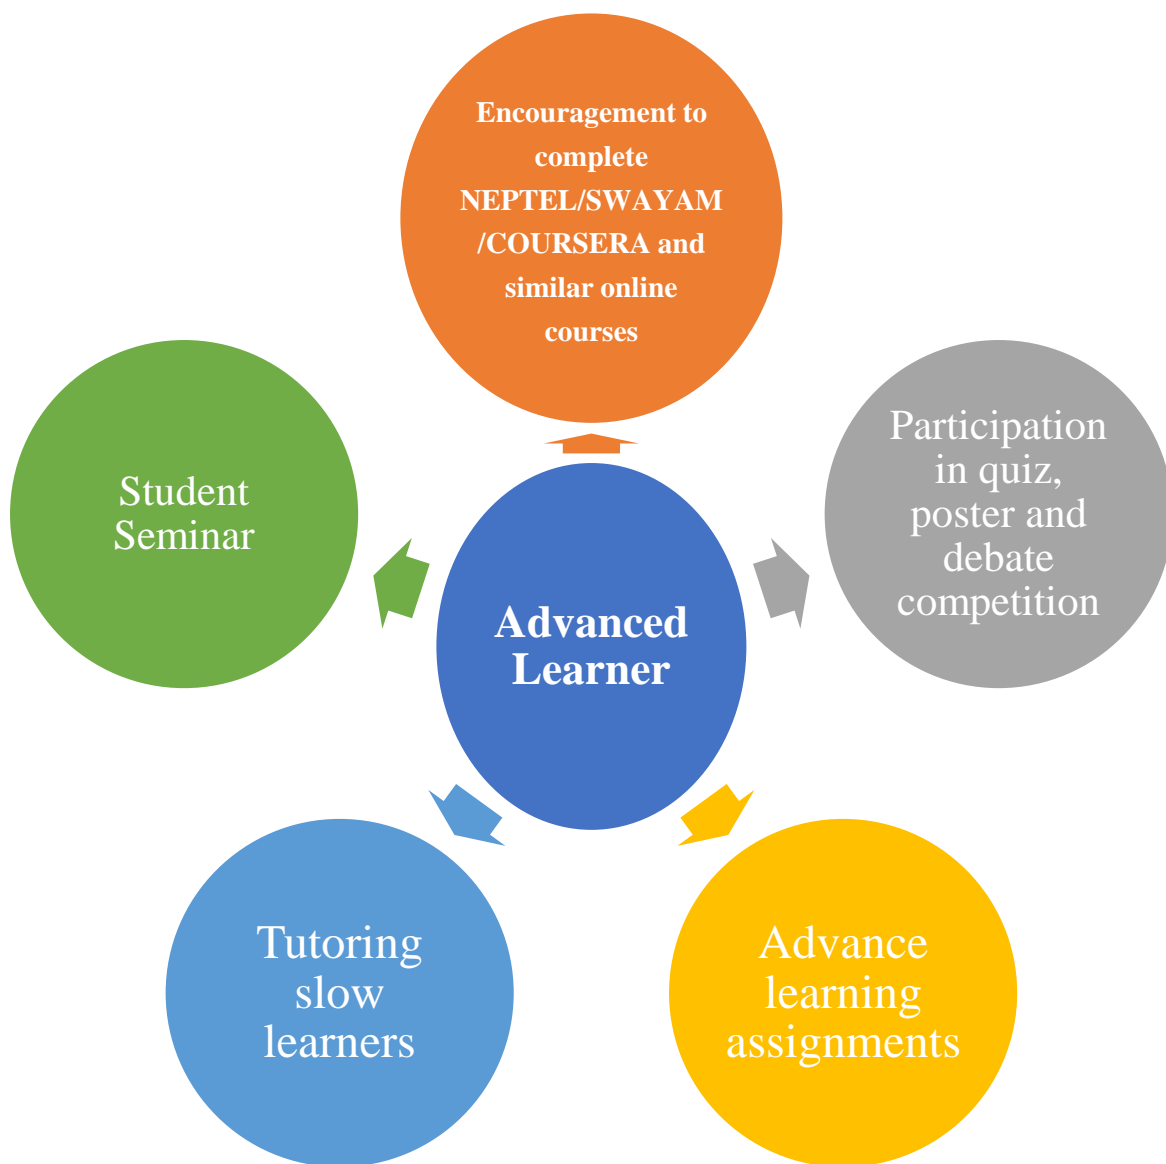 Encouragement to
complete
NEPTEL/SWAYAM
/COURSERA and
similar online
courses
Participation
in quiz,
poster and
debate
competition
Student
Seminar
Advanced
Learner
Tutoring
slow
learners
Advance
learning
assignments